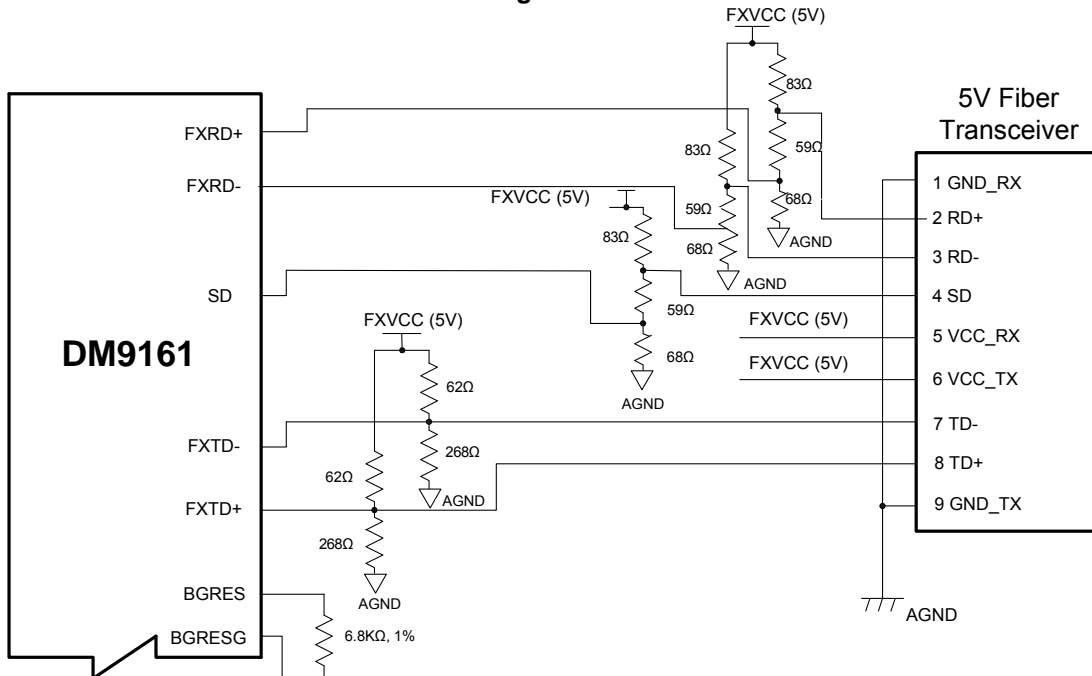 FXVCC (5V)
83Ω
5V Fiber
Transceiver
FXRD+
83Ω
59Ω
FXRD-
1 GND_RX
FXVCC (5V)
59Ω
68Ω
2 RD+
83Ω
68Ω
AGND
3 RD-
AGND
SD
4 SD
59Ω
FXVCC (5V)
FXVCC (5V)
5 VCC_RX
DM9161
68Ω
FXVCC (5V)
6 VCC_TX
62Ω
AGND
7 TD-
FXTD-
268Ω
8 TD+
62Ω
AGND
FXTD+
9 GND_TX
268Ω
BGRES
AGND
AGND
BGRESG
6.8KΩ, 1%